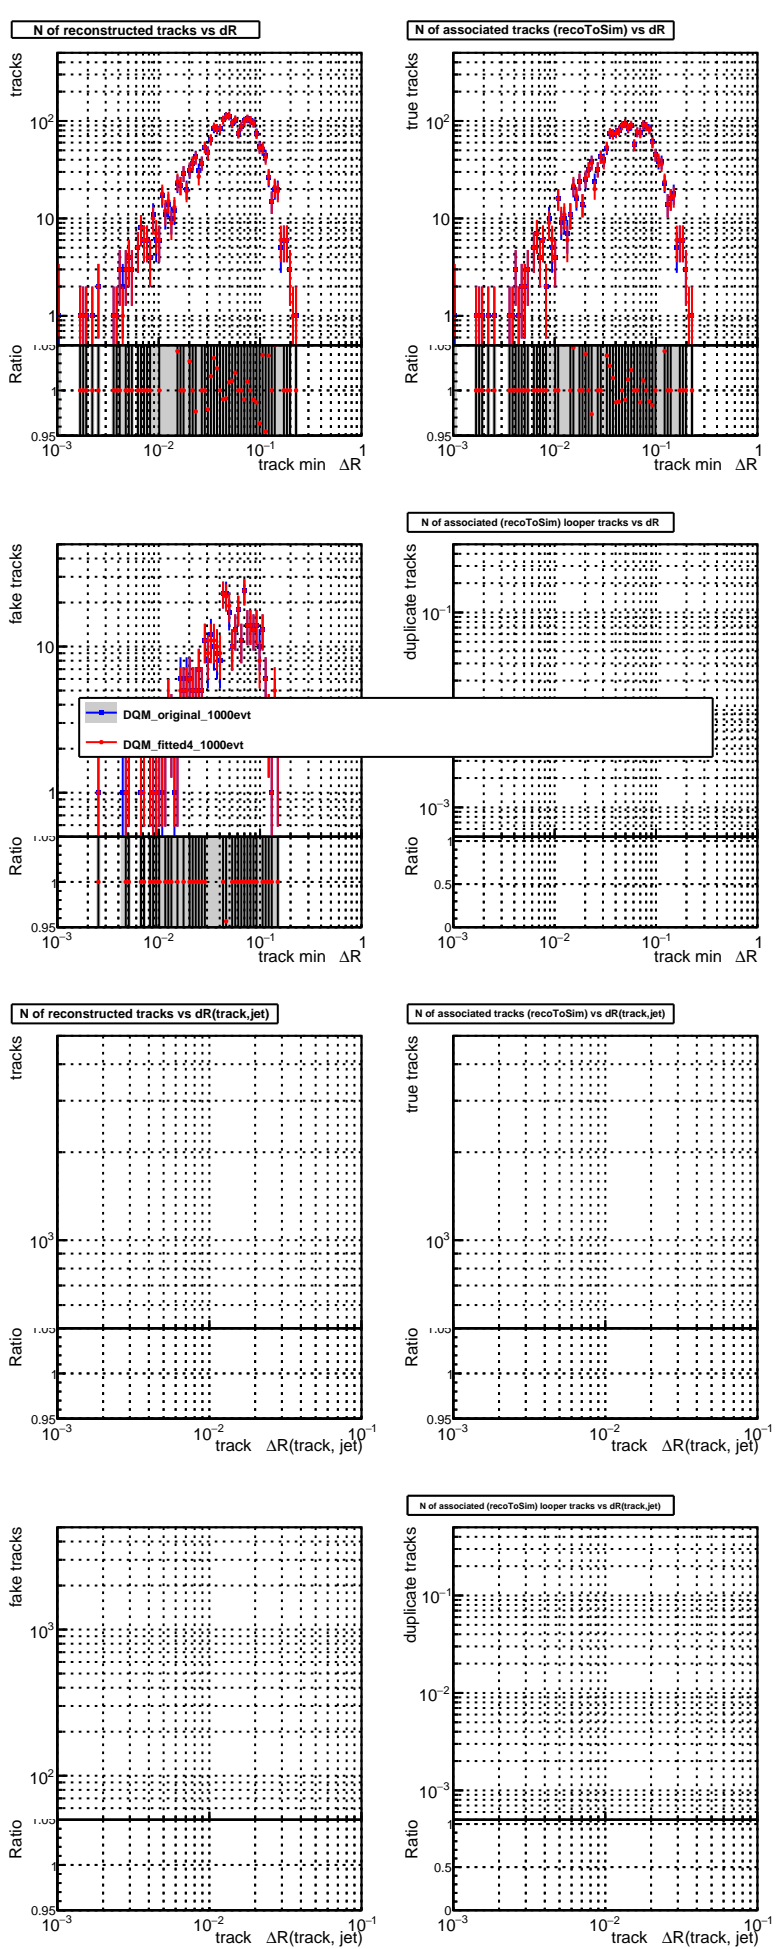 N of reconstructed tracks vs dR
N of associated tracks (recoToSim) vs dR
tracks
10²
10
1
Ratio
1.05
1
0.95
10⁻³
10⁻²
10⁻¹
1
track min ΔR
true tracks
10²
10
1
Ratio
1.05
1
0.95
10⁻³
10⁻²
10⁻¹
1
track min ΔR
N of associated (recoToSim) looper tracks vs dR
fake tracks
10
1
Ratio
1.05
1
0.95
10⁻³
10⁻²
10⁻¹
1
track min ΔR
duplicate tracks
10⁻¹
10⁻³
Ratio
1
0.5
0
10⁻³
10⁻²
10⁻¹
1
track min ΔR
DQM_original_1000evt
DQM_fitted4_1000evt
N of reconstructed tracks vs dR(track,jet)
N of associated tracks (recoToSim) vs dR(track,jet)
tracks
10³
Ratio
1.05
1
0.95
10⁻³
10⁻²
10⁻¹
track ΔR(track, jet)
true tracks
10³
Ratio
1.05
1
0.95
10⁻³
10⁻²
10⁻¹
track ΔR(track, jet)
N of associated (recoToSim) looper tracks vs dR(track,jet)
fake tracks
10³
10²
Ratio
1.05
1
0.95
10⁻³
10⁻²
10⁻¹
track ΔR(track, jet)
duplicate tracks
10⁻¹
10⁻²
10⁻³
Ratio
1
0.5
0
10⁻³
10⁻²
10⁻¹
track ΔR(track, jet)